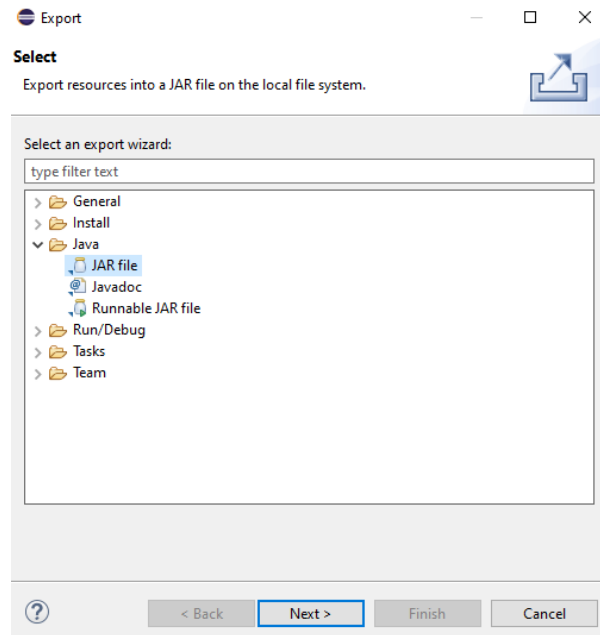 Export
Select
Export resources into a JAR file on the local file system.
Select an export wizard:
type filter text
General
Install
Java
JAR file
Javadoc
Runnable JAR file
Run/Debug
Tasks
Team
? < Back Next > Finish Cancel